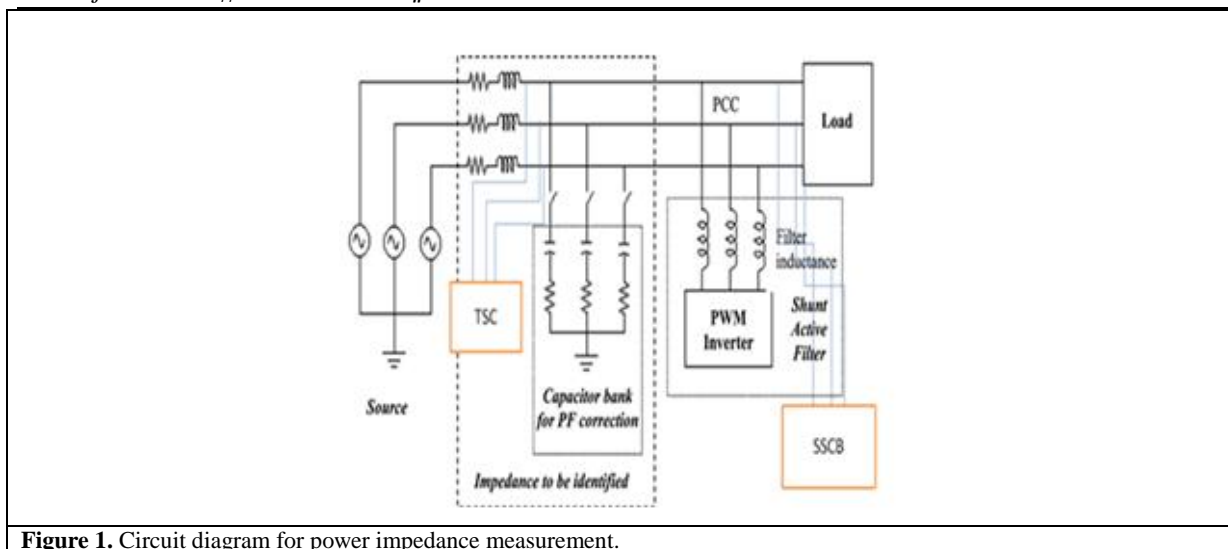 PCC
Load
Filter
inductance
TSC
PWM
Inverter
Shunt
Active
Filter
Source
Capacitor bank
for PF correction
SSCB
Impedance to be identified
Figure 1. Circuit diagram for power impedance measurement.